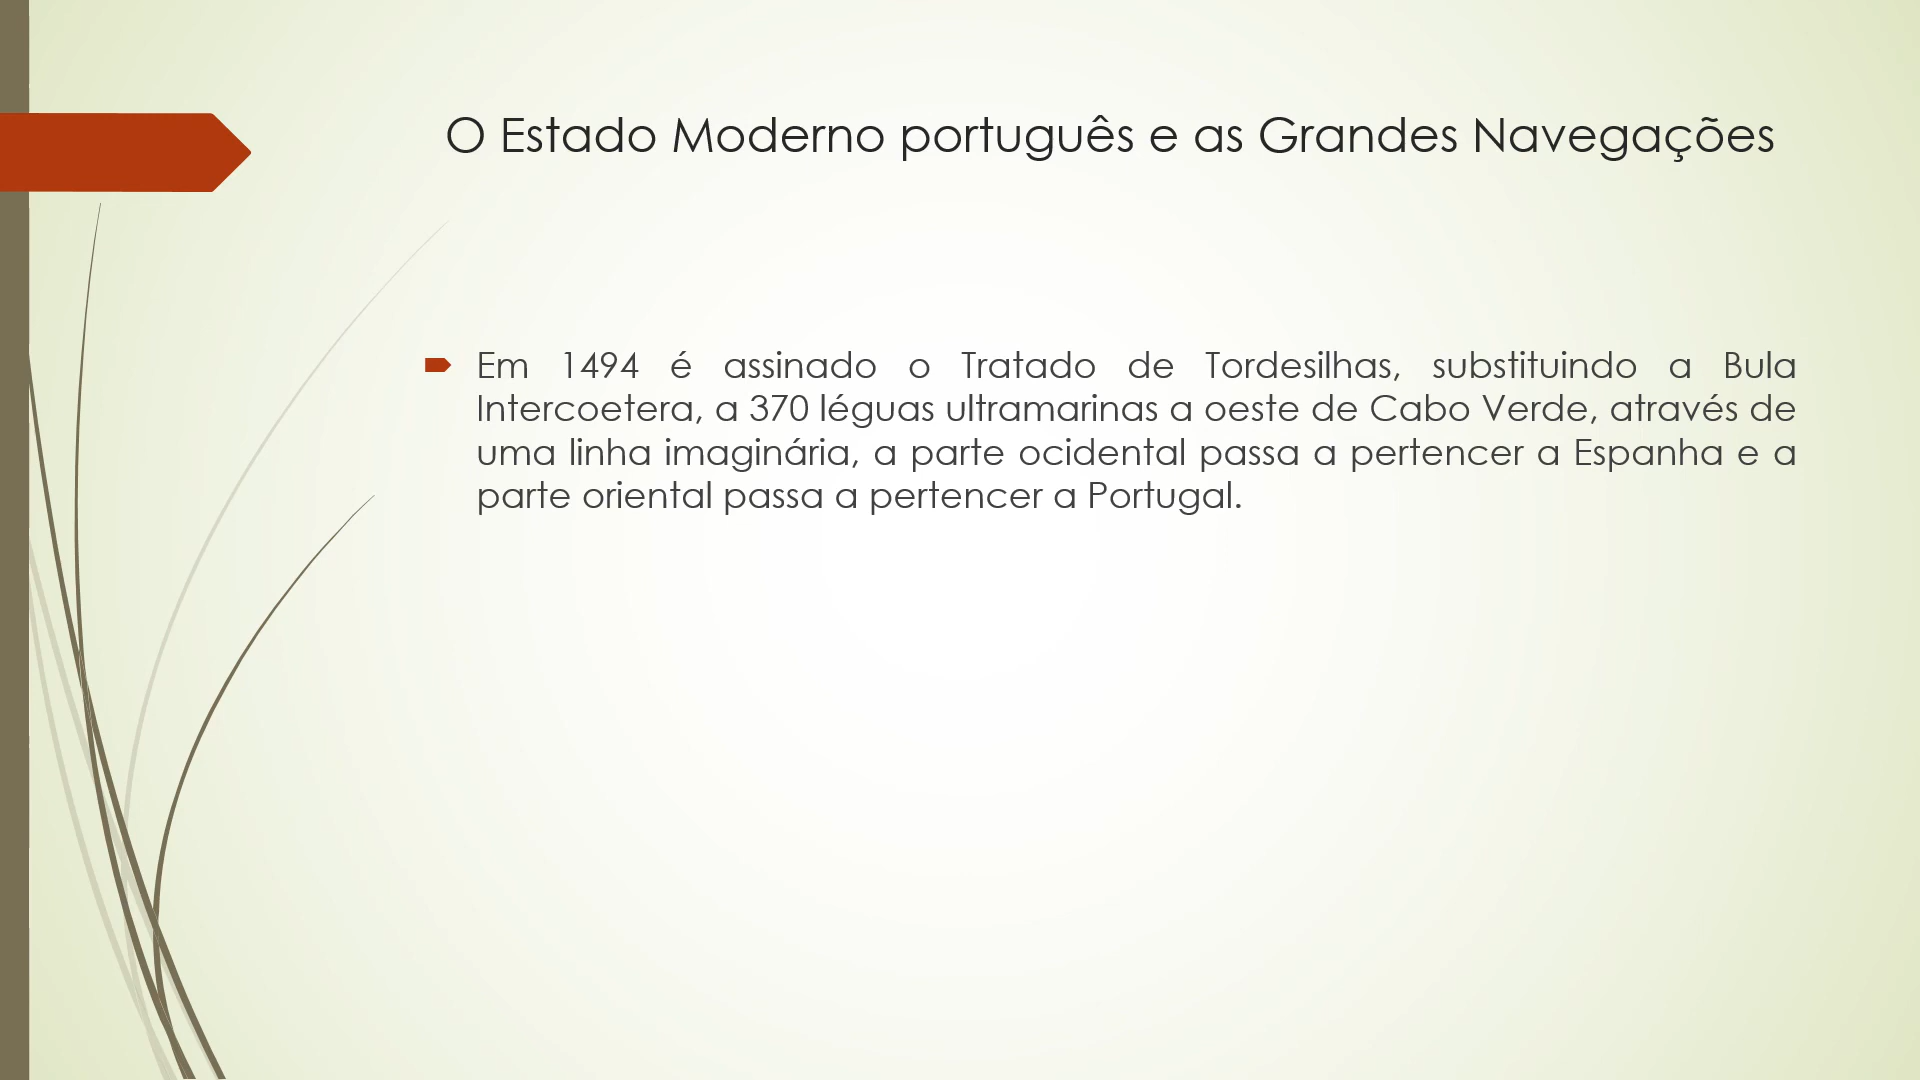 O Estado Moderno português e as Grandes Navegações
Em 1494 é assinado o Tratado de Tordesilhas, substituindo a Bula
Intercoetera, a 370 léguas ultramarinas a oeste de Cabo Verde, através de
uma linha imaginária, a parte ocidental passa a pertencer a Espanha e a
parte oriental passa a pertencer a Portugal.